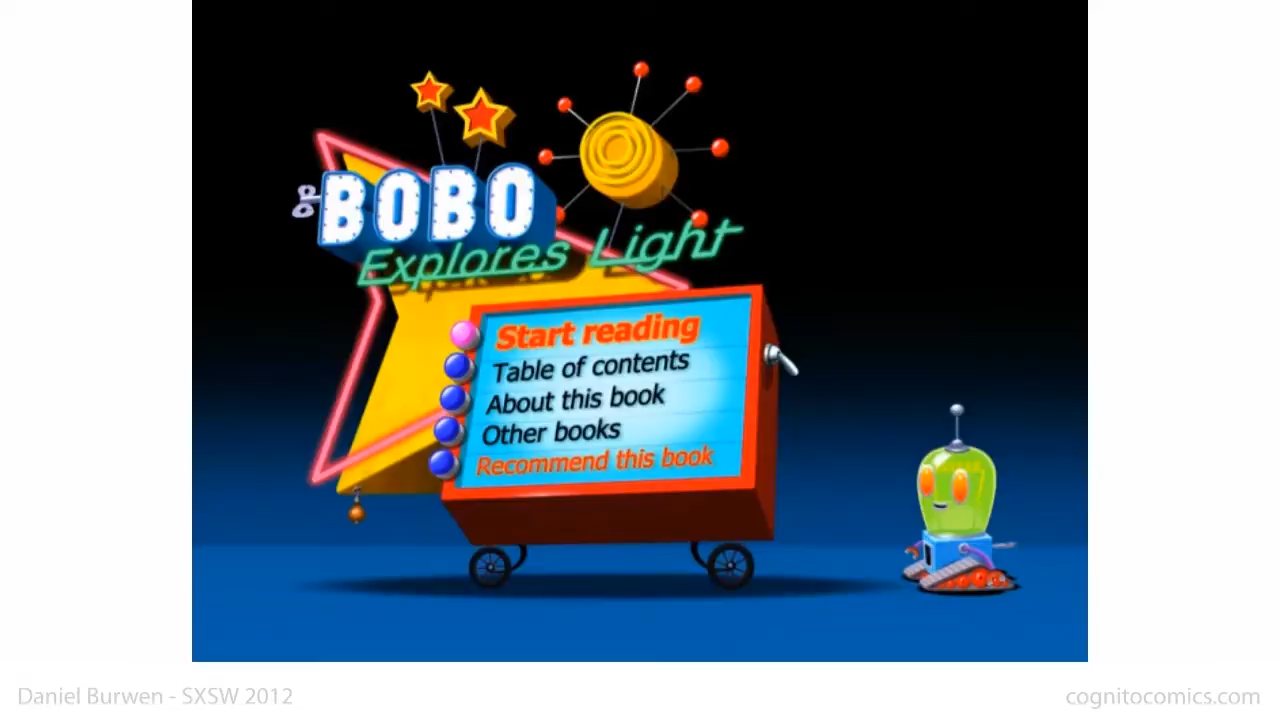 BOBO
Explores Light
Start reading
Table of contents
About this book
Other books
Recommend this book
Daniel Burwen - SXSW 2012
cognitocomics.com